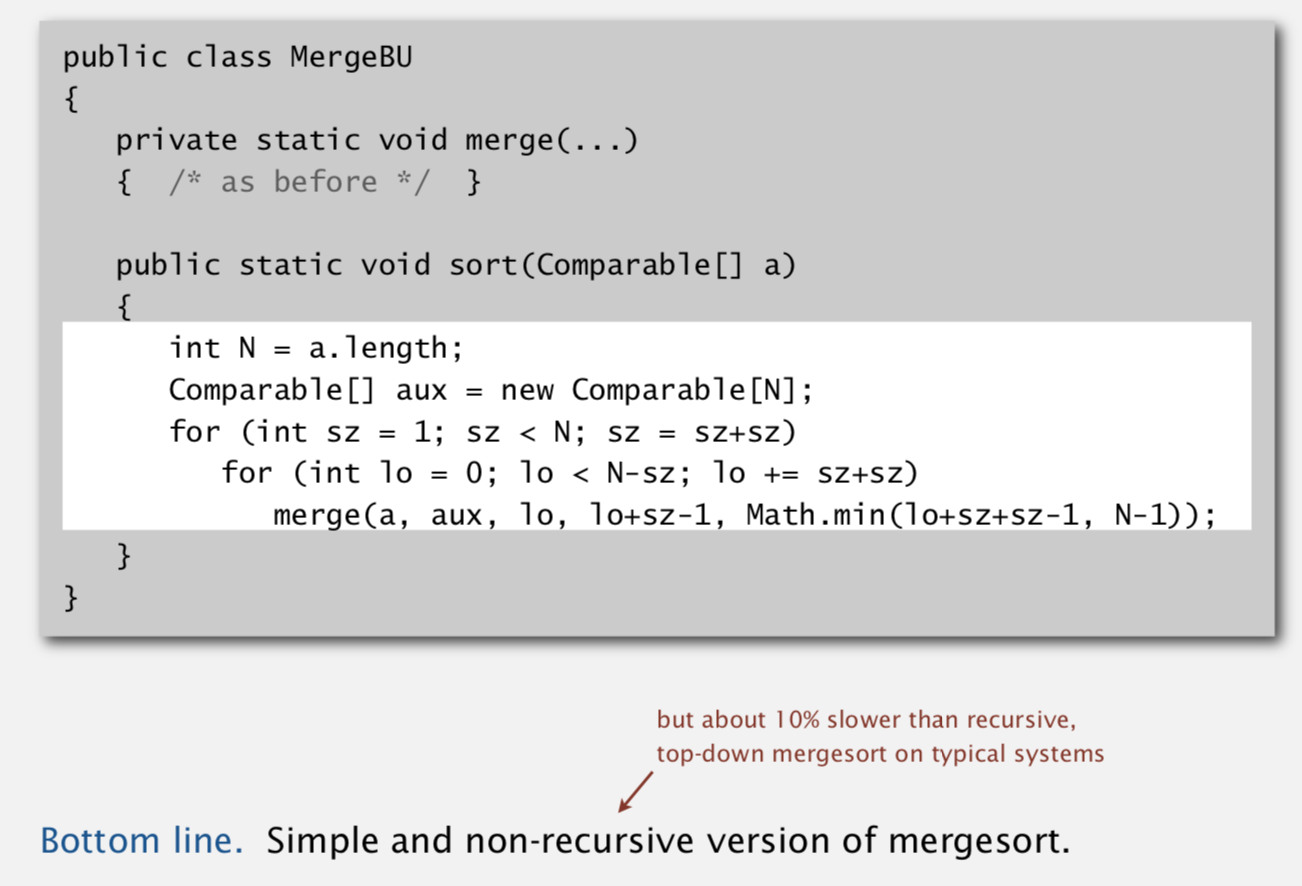 public class MergeBU
{
   private static void merge(...)
   {  /* as before */  }
   public static void sort(Comparable[] a)
   {
      int N = a.length;
      Comparable[] aux = new Comparable[N];
      for (int sz = 1; sz < N; sz = sz+sz)
         for (int lo = 0; lo < N-sz; lo += sz+sz)
            merge(a, aux, lo, lo+sz-1, Math.min(lo+sz+sz-1, N-1));
   }
}
but about 10% slower than recursive,
top-down mergesort on typical systems
Bottom line. Simple and non-recursive version of mergesort.